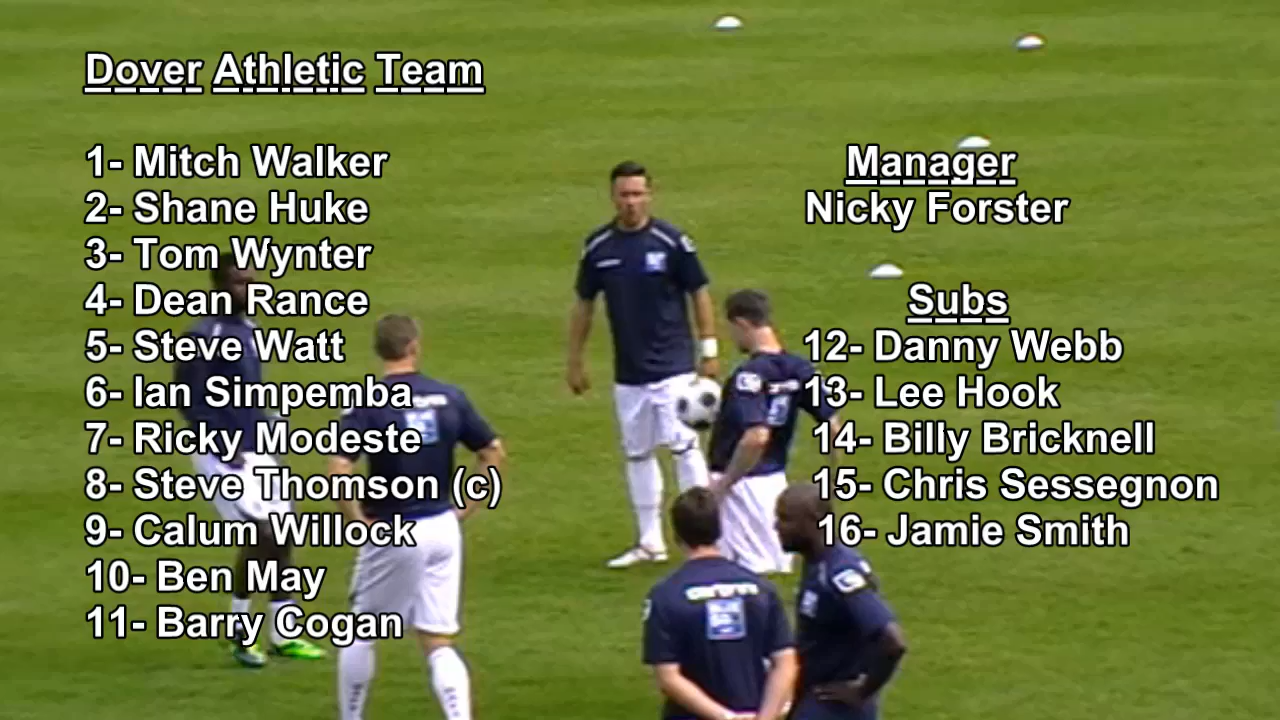 Dover Athletic Team
1- Mitch Walker
2- Shane Huke
3- Tom Wynter
4- Dean Rance
5- Steve Watt
6- Ian Simpemba
7- Ricky Modeste
8- Steve Thomson (c)
9- Calum Willock
10- Ben May
11- Barry Cogan
Manager
Nicky Forster
Subs
12- Danny Webb
13- Lee Hook
14- Billy Bricknell
15- Chris Sessegnon
16- Jamie Smith